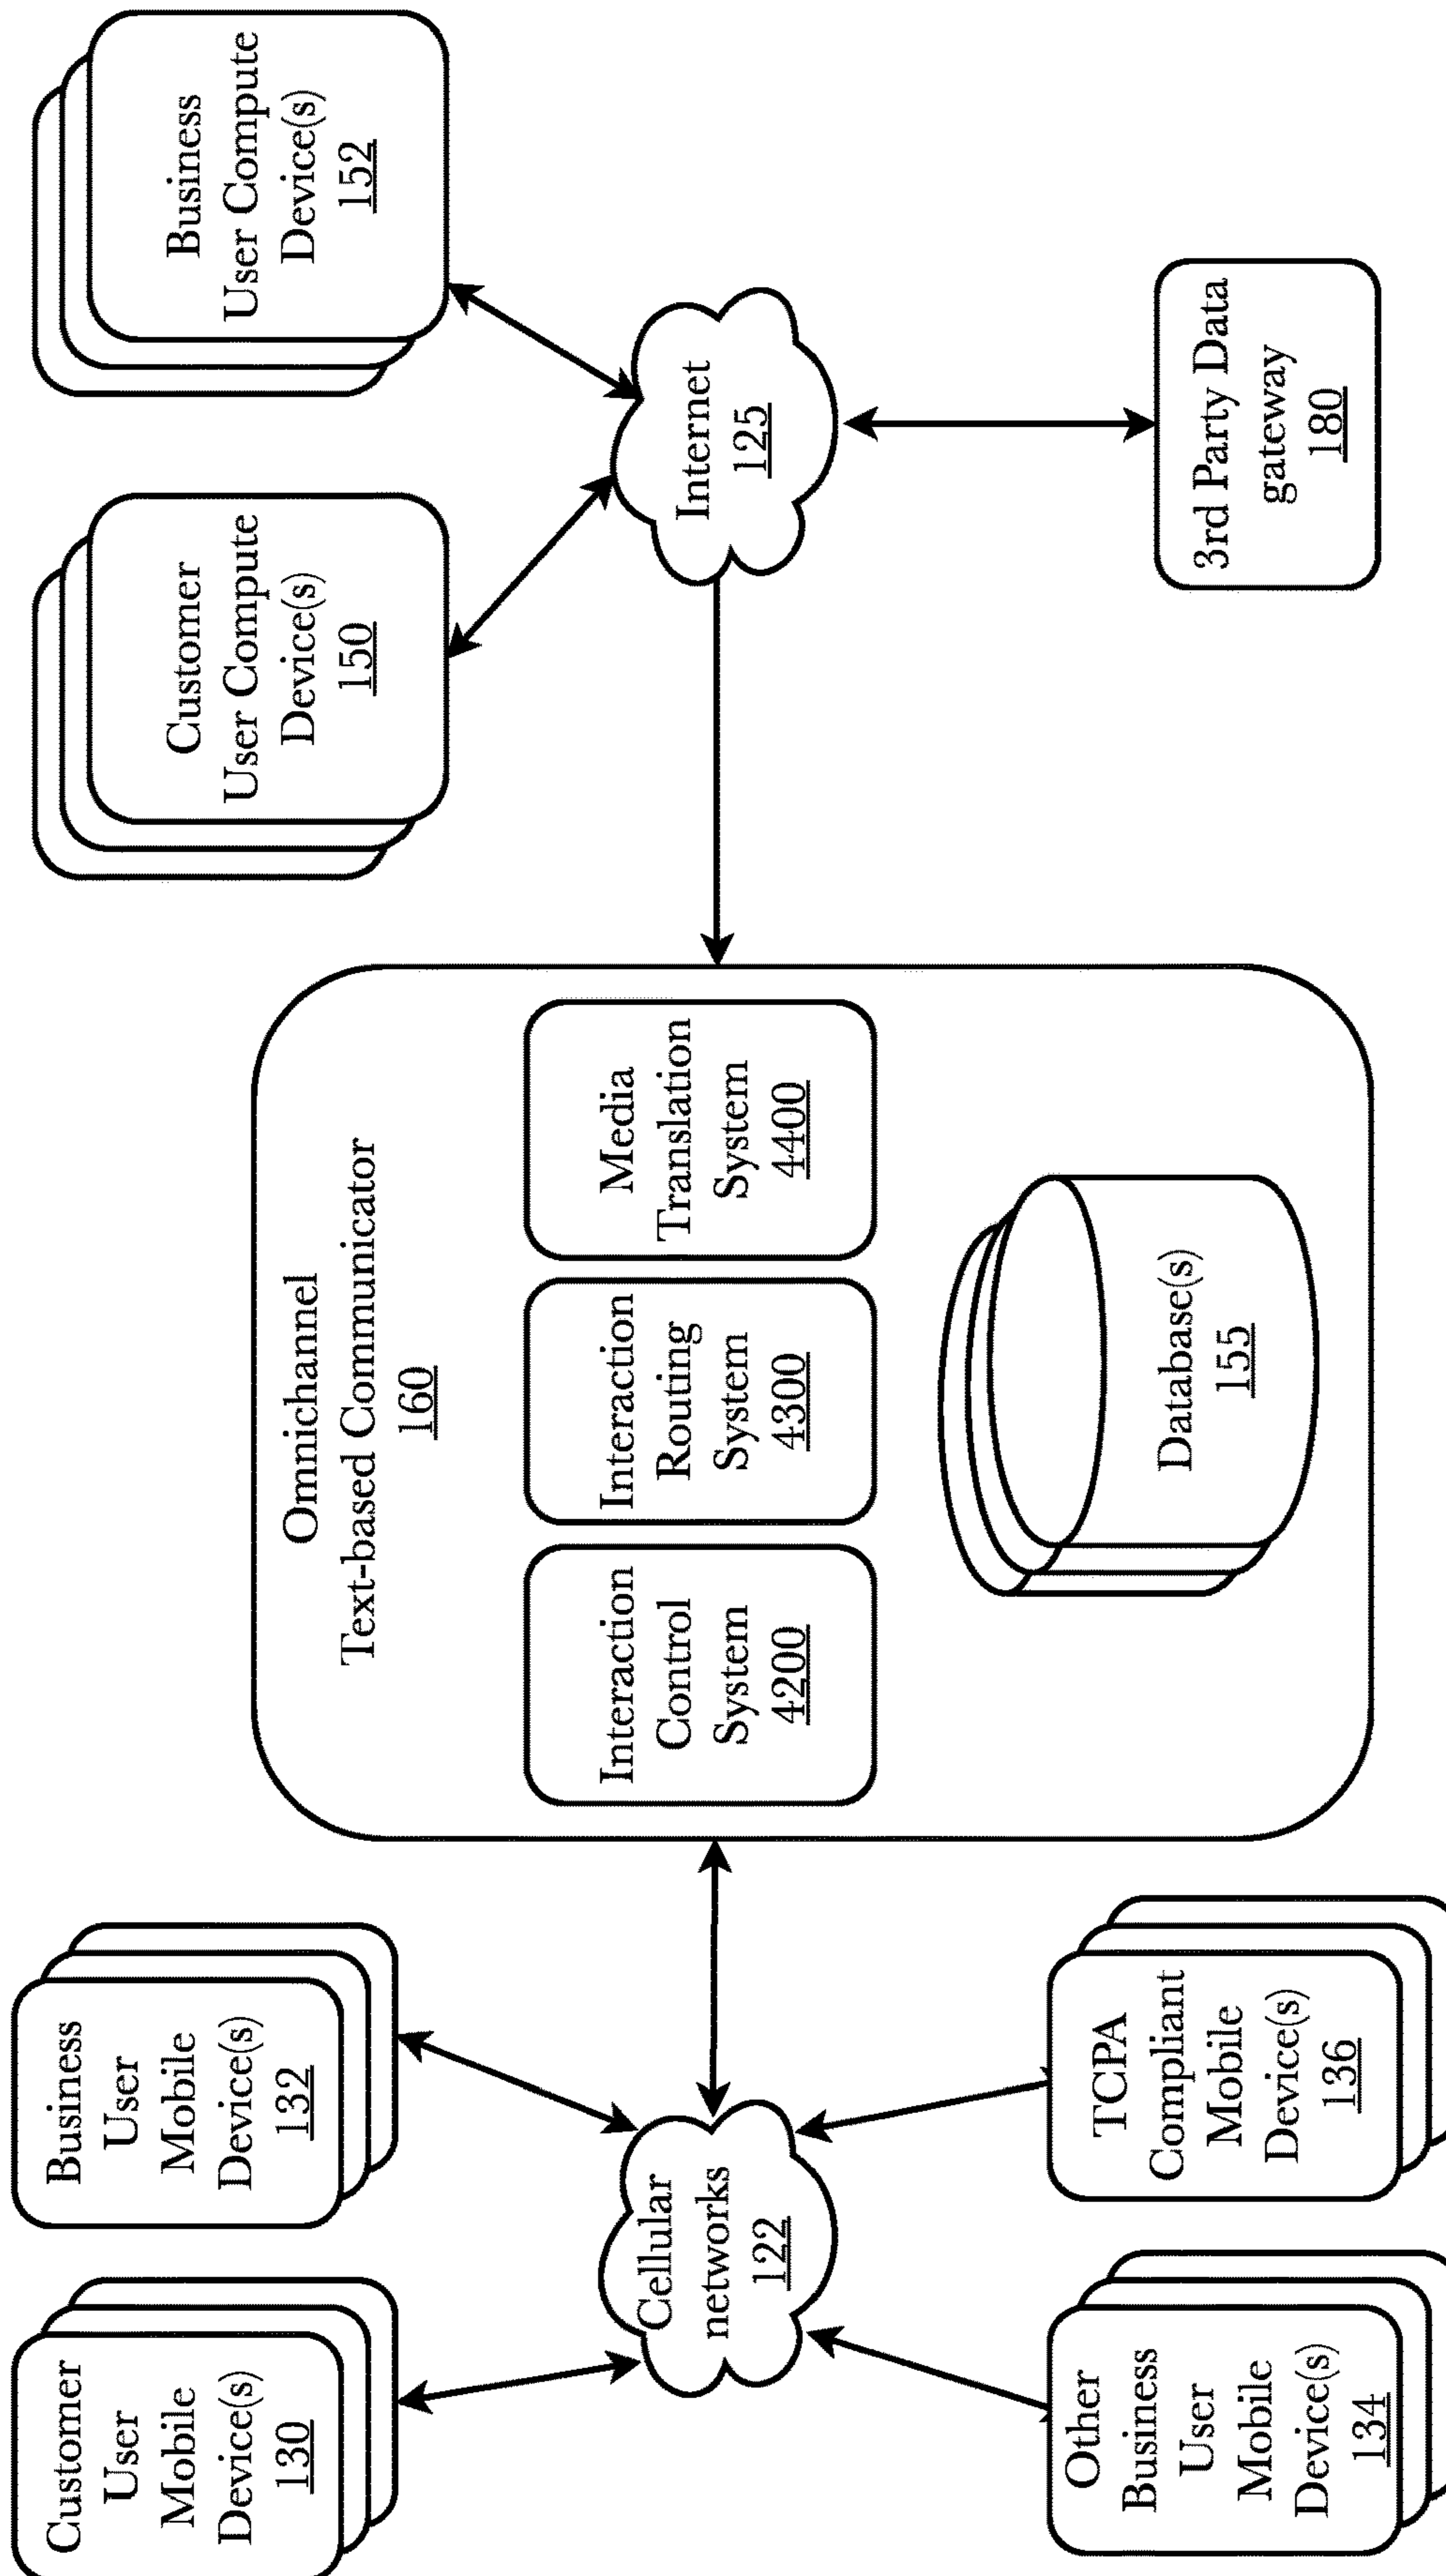 Customer
User
Mobile
Device(s)
130
Business
User
Mobile
Device(s)
132
Omnichannel
Text-based Communicator
160
Customer
User Compute
Device(s)
150
Business
User Compute
Device(s)
152
Cellular
networks
122
Interaction
Control
System
4200
Interaction
Routing
System
4300
Media
Translation
System
4400
Internet
125
Database(s)
155
Other
Business
User
Mobile
Device(s)
134
TCPA
Compliant
Mobile
Device(s)
136
3rd Party Data
gateway
180